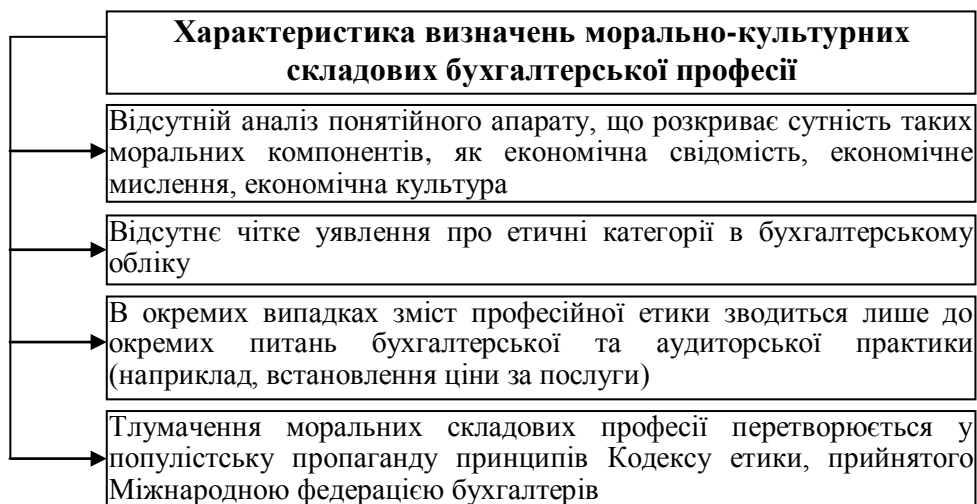 Характеристика визначень морально-культурних
складових бухгалтерської професії
Відсутній аналіз понятійного апарату, що розкриває сутність таких
моральних компонентів, як економічна свідомість, економічне
мислення, економічна культура
Відсутнє чітке уявлення про етичні категорії в бухгалтерському
обліку
В окремих випадках зміст професійної етики зводиться лише до
окремих питань бухгалтерської та аудиторської практики
(наприклад, встановлення ціни за послуги)
Тлумачення моральних складових професії перетворюється у
популістську пропаганду принципів Кодексу етики, прийнятого
Міжнародною федерацією бухгалтерів